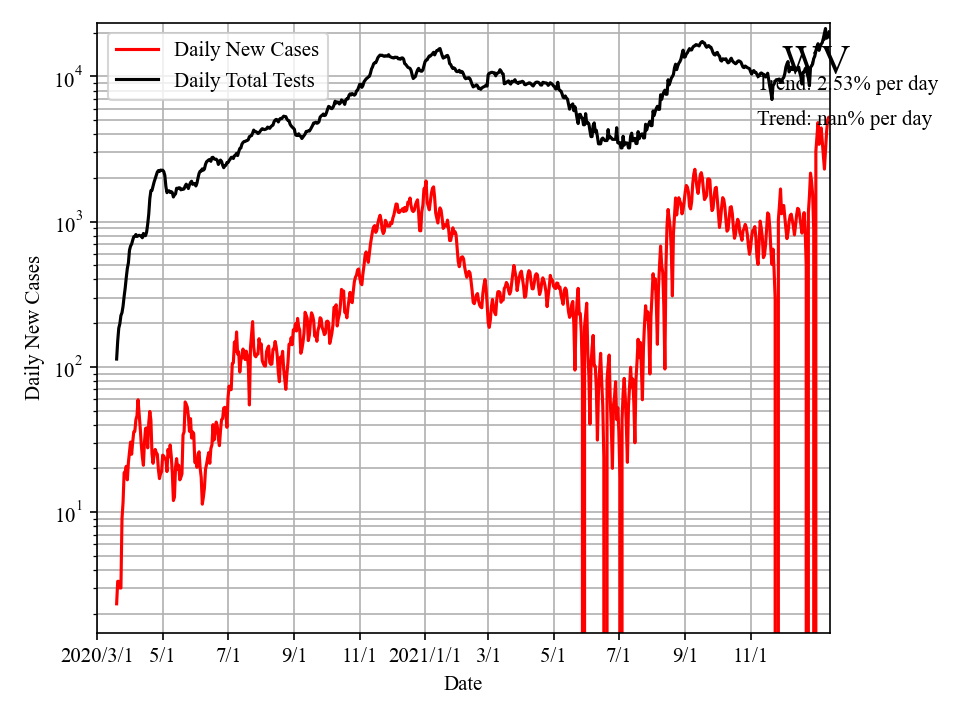 Daily New Cases
Daily Total Tests
WV
Trend: 2.53% per day
Trend: nan% per day
Daily New Cases
10^4
10^3
10^2
10^1
2020/3/1 5/1 7/1 9/1 11/1 2021/1/1 3/1 5/1 7/1 9/1 11/1
Date